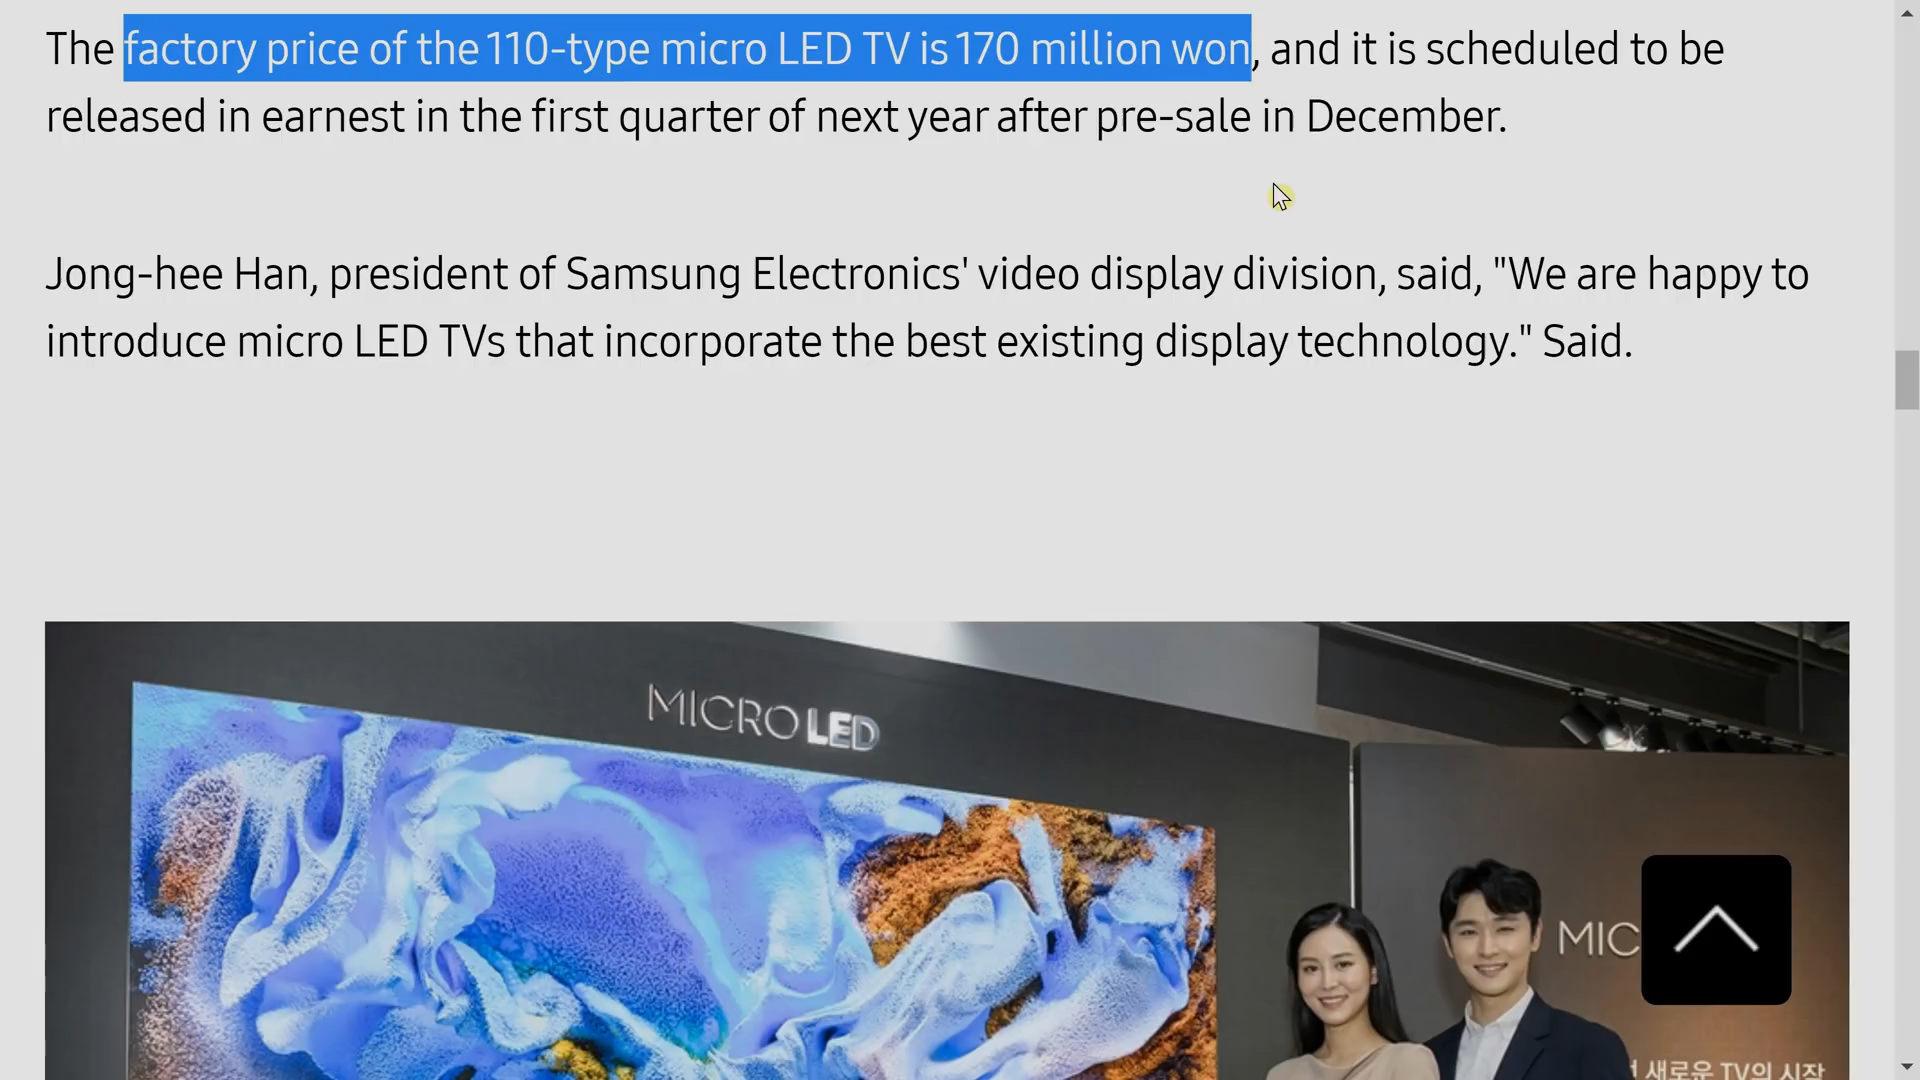 The factory price of the 110-type micro LED TV is 170 million won, and it is scheduled to be
released in earnest in the first quarter of next year after pre-sale in December.
Jong-hee Han, president of Samsung Electronics' video display division, said, "We are happy to
introduce micro LED TVs that incorporate the best existing display technology." Said.
MICRO LED
MIC
새로운 TV의 시작